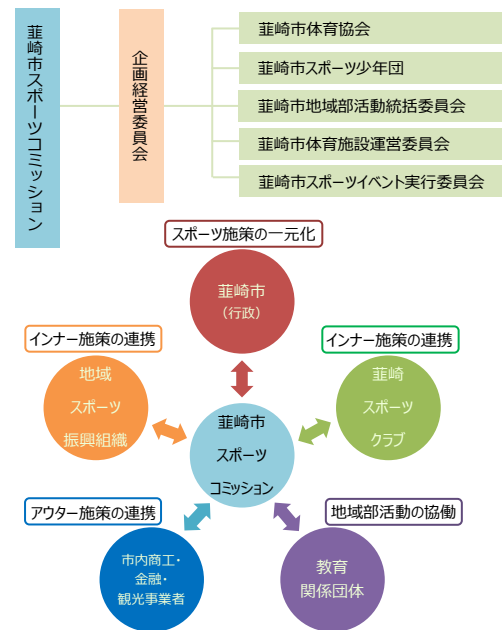 韮崎市スポーツコミッション
企画経営委員会
韮崎市体育協会
韮崎市スポーツ少年団
韮崎市地域部活動統括委員会
韮崎市体育施設運営委員会
韮崎市スポーツイベント実行委員会
スポーツ施策の一元化
韮崎市
(行政)
インナー施策の連携
地域
スポーツ
振興組織
インナー施策の連携
韮崎
スポーツ
クラブ
韮崎市
スポーツ
コミッション
アウター施策の連携
市内商工・
金融・
観光事業者
地域部活動の協働
教育
関係団体